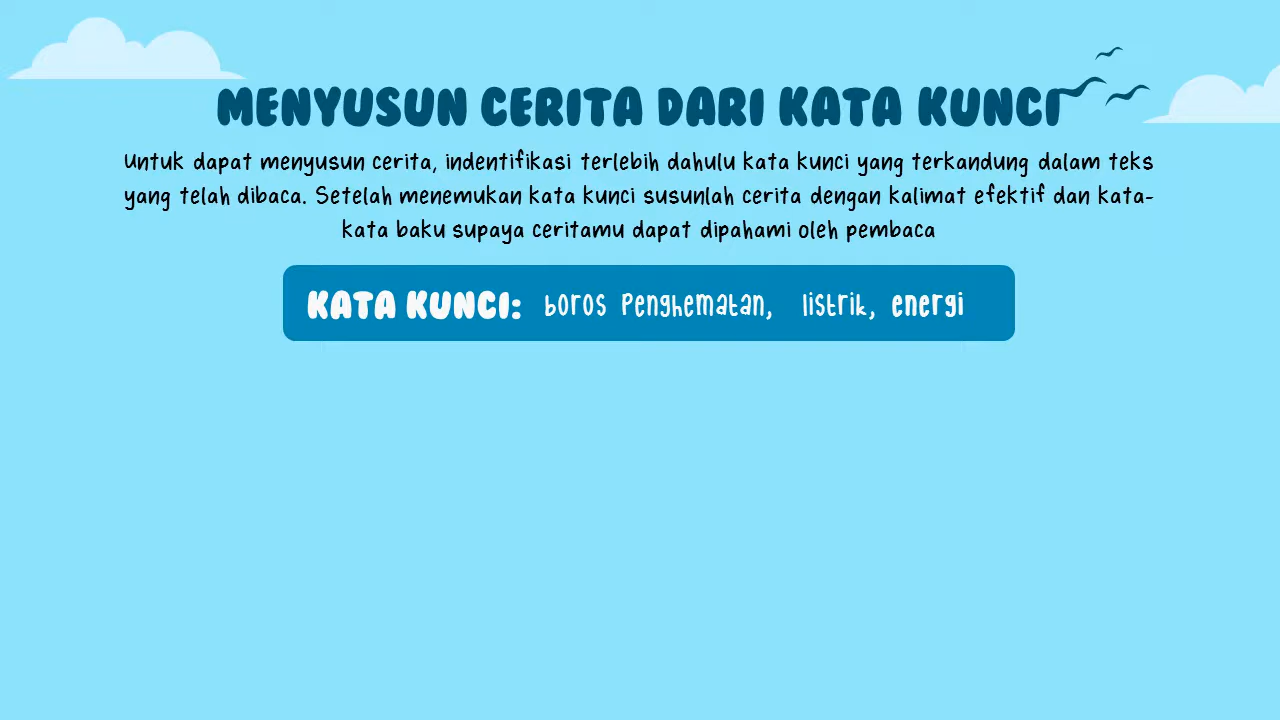 MENYUSUN CERITA DARI KATA KUNCI
Untuk dapat menyusun cerita, indentifikasi terlebih dahulu kata kunci yang terkandung dalam teks
yang telah dibaca. Setelah menemukan kata kunci susunlah cerita dengan kalimat efektif dan kata-
kata baku supaya ceritamu dapat dipahami oleh pembaca
KATA KUNCI: boros Penghematan, listrik, energi